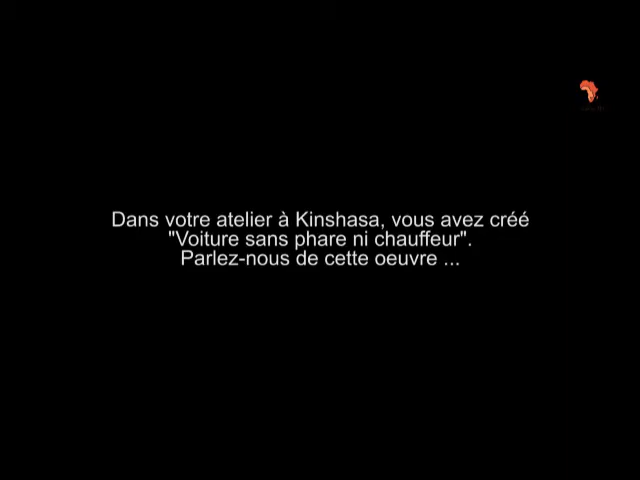 Dans votre atelier à Kinshasa, vous avez créé
"Voiture sans phare ni chauffeur".
Parlez-nous de cette oeuvre ...